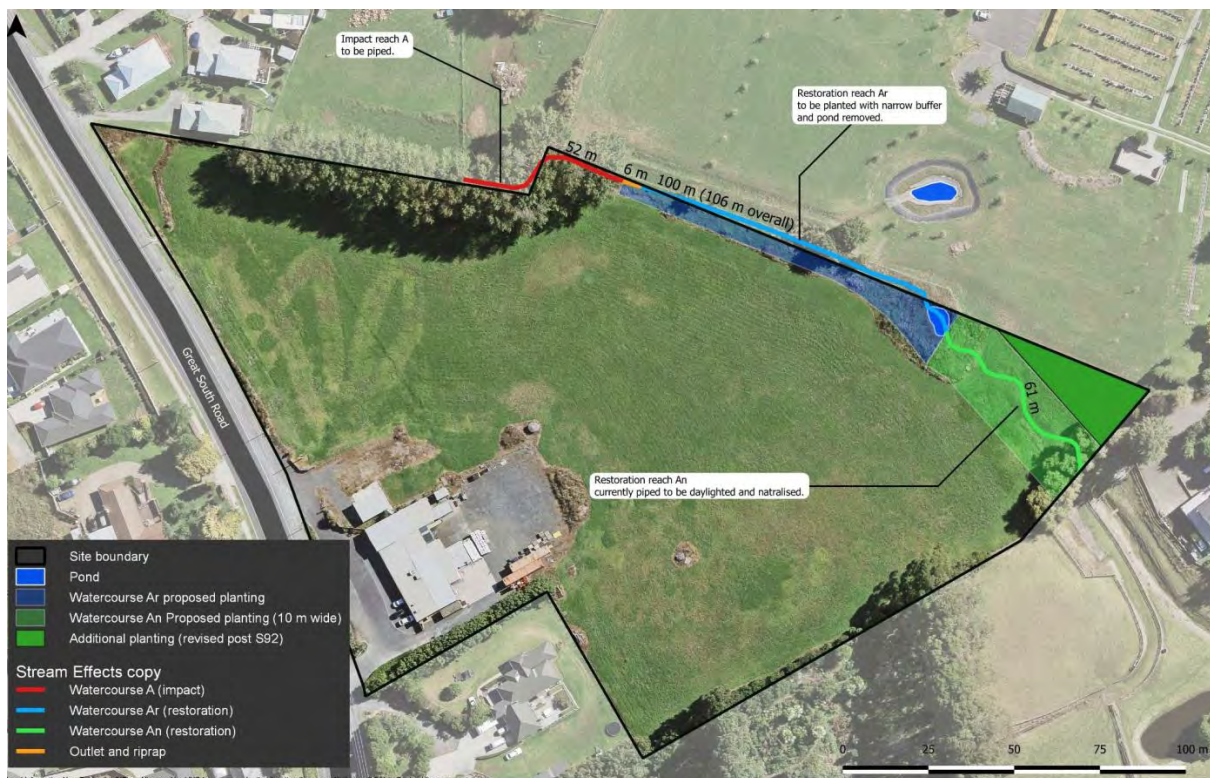 Impact reach A
to be piped.
Restoration reach Ar
to be planted with narrow buffer
and pond removed.
52 m
6 m
100 m (106 m overall)
61 m
Great South Road
Restoration reach An
currently piped to be daylighted and natralised.
Site boundary
Pond
Watercourse Ar proposed planting
Watercourse An Proposed planting (10 m wide)
Additional planting (revised post S92)
Stream Effects copy
Watercourse A (impact)
Watercourse Ar (restoration)
Watercourse An (restoration)
Outlet and riprap
0 25 50 75 100 m